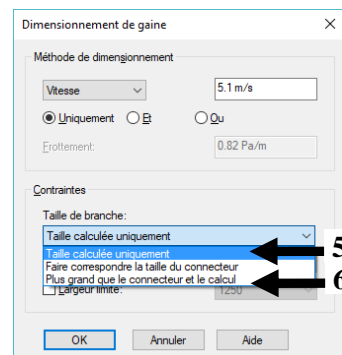 Dimensionnement de gaine
Méthode de dimensionnement
Vitesse
5.1 m/s
Uniquement
Et
Ou
Frottement:
0.82 Pa/m
Contraintes
Taille de branche:
Taille calculée uniquement
Taille calculée uniquement
5
Faire correspondre la taille du connecteur
Plus grand que le connecteur et le calcul
6
Largeur limite:
1250
OK
Annuler
Aide